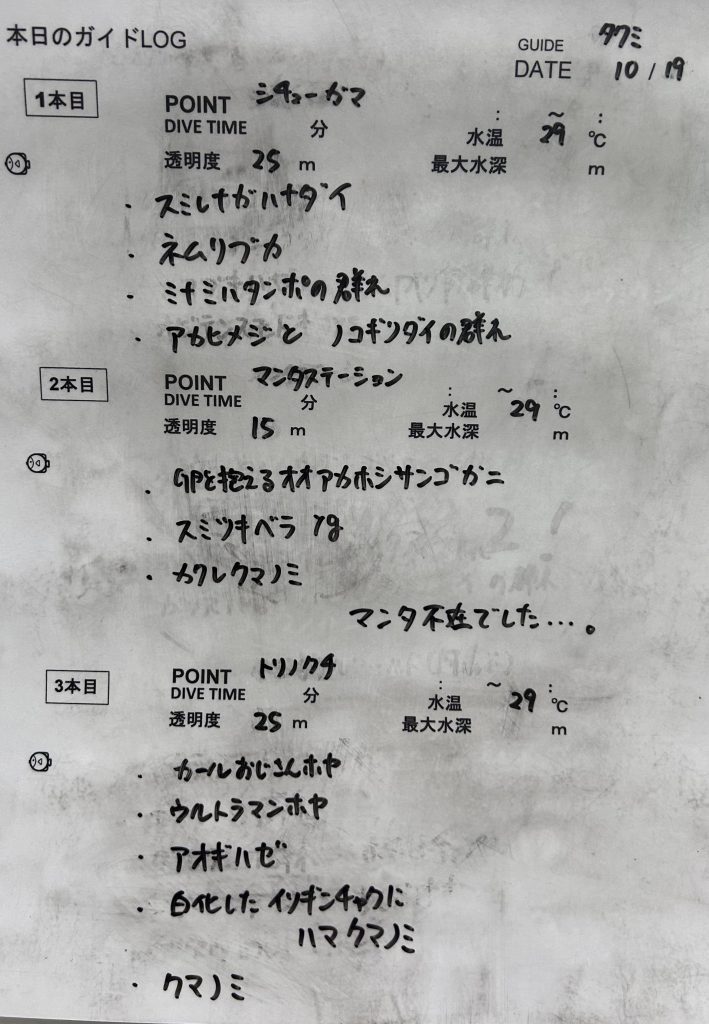 本日のガイドLOG
GUIDE タクミ
DATE 10 / 19
1本目 POINT シチューガマ
DIVE TIME 分 : ～ :
水温 29 ℃
透明度 25 m 最大水深 m
・スミレナガハナダイ
・ネムリブカ
・ミナミハタンポの群れ
・アカヒメジと ノコギリダイの群れ
2本目 POINT マンタステーション
DIVE TIME 分 : ～ :
水温 29 ℃
透明度 15 m 最大水深 m
・GPを抱えるオオアカホシサンゴガニ
・スミツキベラ yg
・カクレクマノミ
マンタ不在でした…。
3本目 POINT トリノクチ
DIVE TIME 分 : ～ :
水温 29 ℃
透明度 25 m 最大水深 m
・カールおじさんホヤ
・ウルトラマンホヤ
・アオギハゼ
・白化したイソギンチャクに
ハマクマノミ
・クマノミ